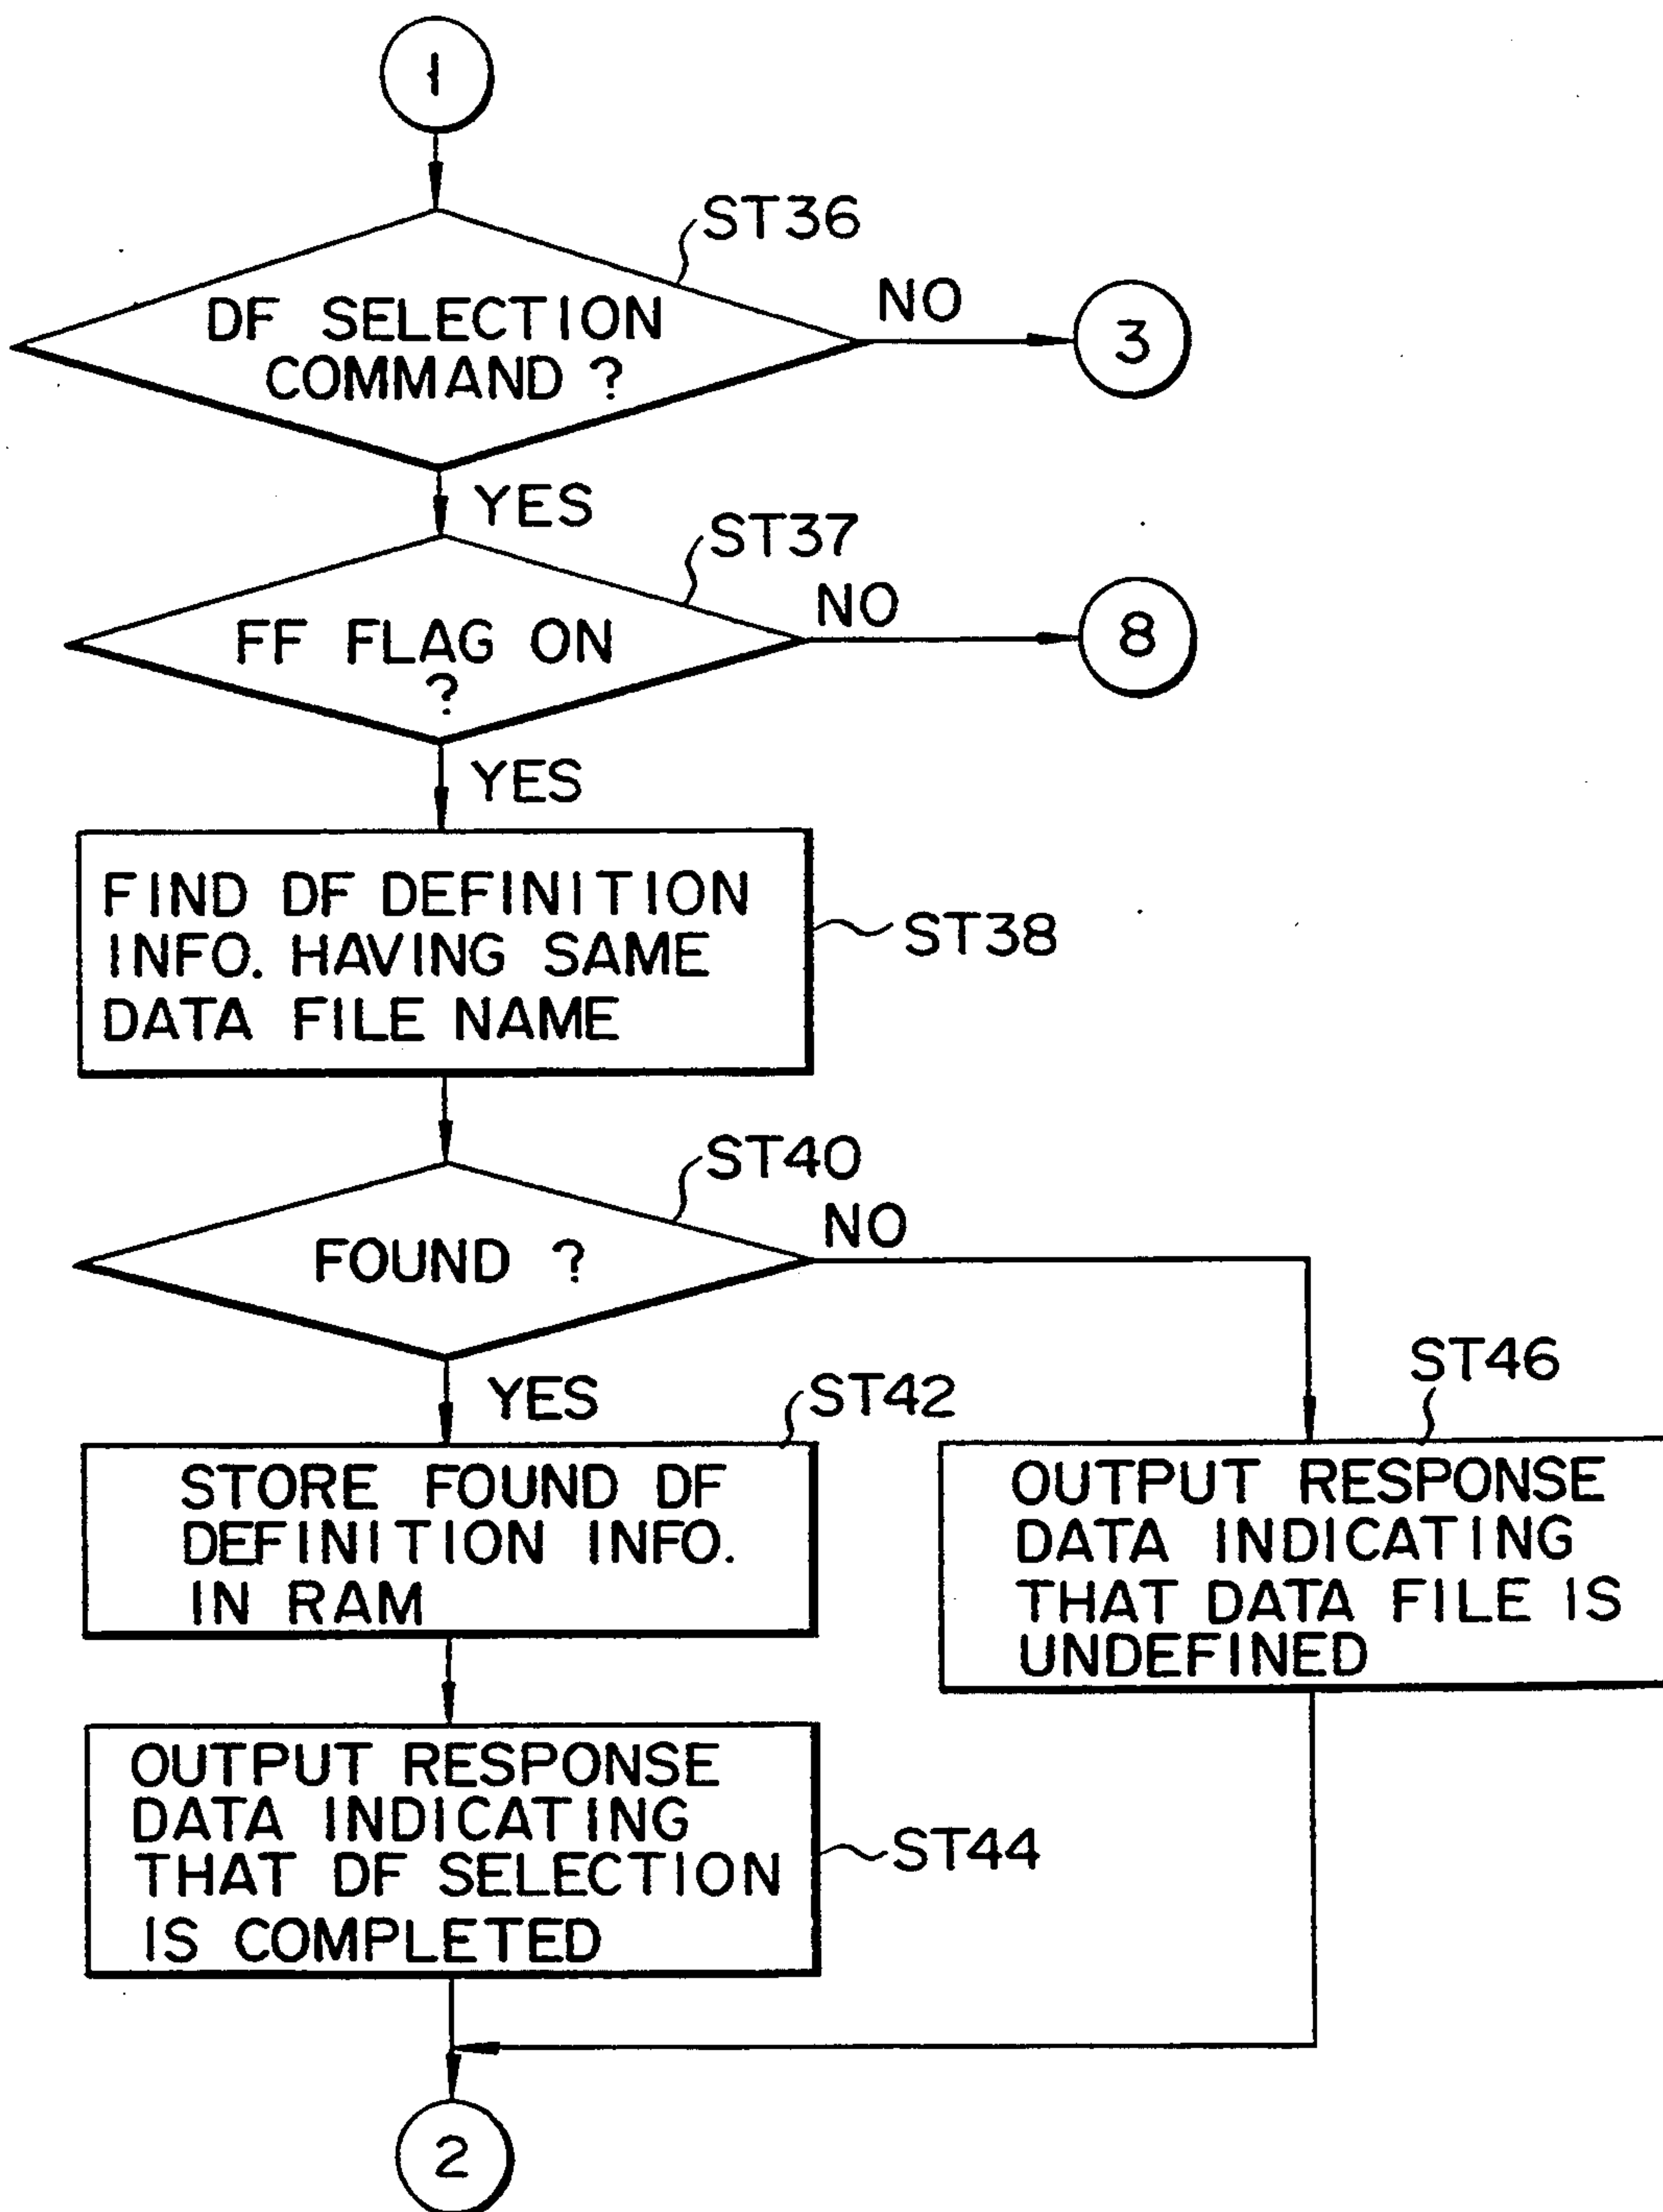 1
ST36
DF SELECTION
COMMAND ?
NO
3
YES
ST37
FF FLAG ON
?
NO
8
YES
FIND DF DEFINITION
INFO. HAVING SAME
DATA FILE NAME
ST38
ST40
FOUND ?
NO
YES
ST42
STORE FOUND DF
DEFINITION INFO.
IN RAM
ST46
OUTPUT RESPONSE
DATA INDICATING
THAT DATA FILE IS
UNDEFINED
OUTPUT RESPONSE
DATA INDICATING
THAT DF SELECTION
IS COMPLETED
ST44
2